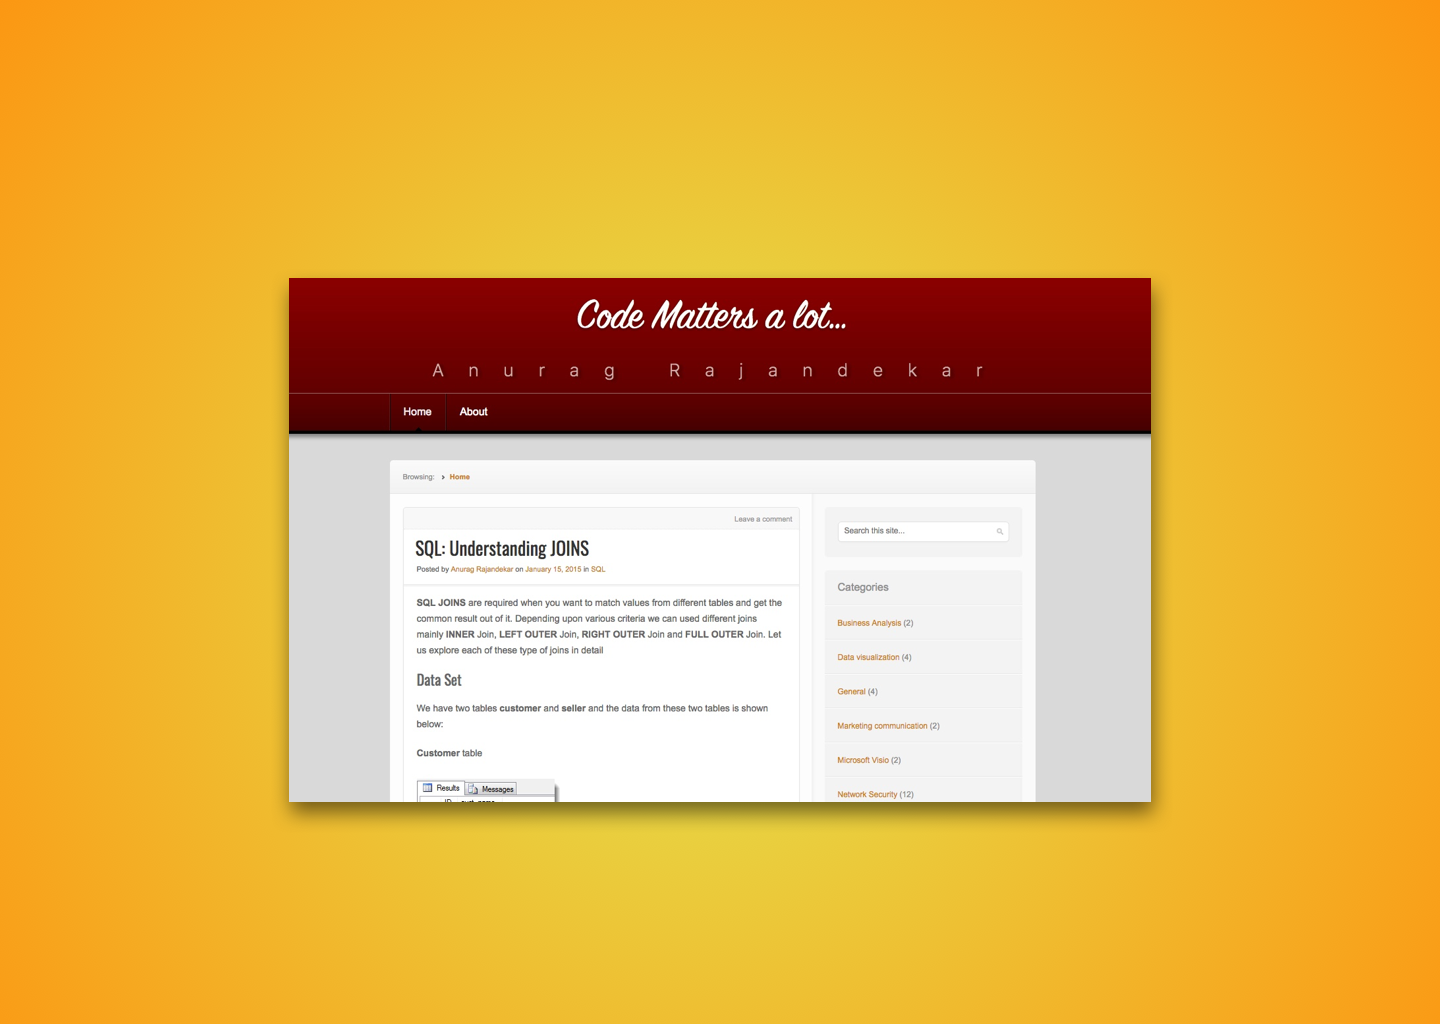 Code Matters a lot...
Anurag Rajandekar
Home About
Browsing: › Home
Leave a comment
SQL: Understanding JOINS
Posted by Anurag Rajandekar on January 15, 2015 in SQL
SQL JOINS are required when you want to match values from different tables and get the
common result out of it. Depending upon various criteria we can used different joins
mainly INNER Join, LEFT OUTER Join, RIGHT OUTER Join and FULL OUTER Join. Let
us explore each of these type of joins in detail
Data Set
We have two tables customer and seller and the data from these two tables is shown
below:
Customer table
Results Messages
Search this site...
Categories
Business Analysis (2)
Data visualization (4)
General (4)
Marketing communication (2)
Microsoft Visio (2)
Network Security (12)